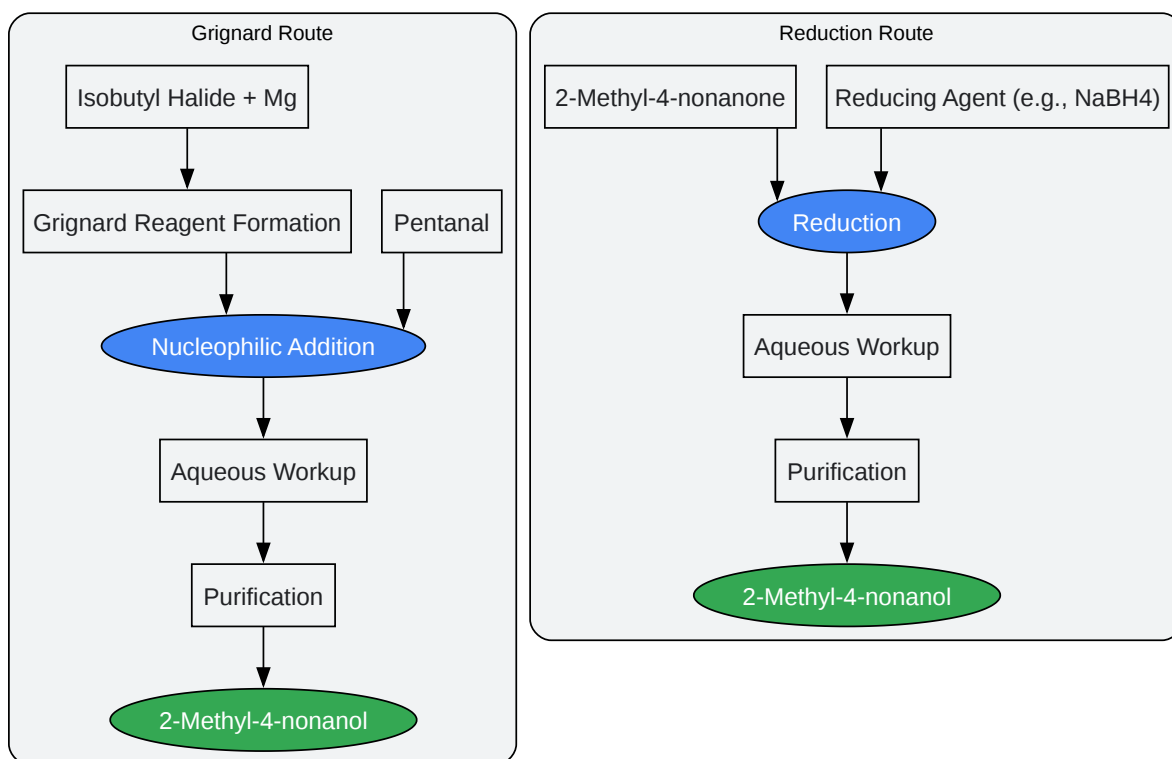 Grignard Route
Isobutyl Halide + Mg
Grignard Reagent Formation
Pentanal
Nucleophilic Addition
Aqueous Workup
Purification
2-Methyl-4-nonanol
Reduction Route
2-Methyl-4-nonanone
Reducing Agent (e.g., NaBH4)
Reduction
Aqueous Workup
Purification
2-Methyl-4-nonanol